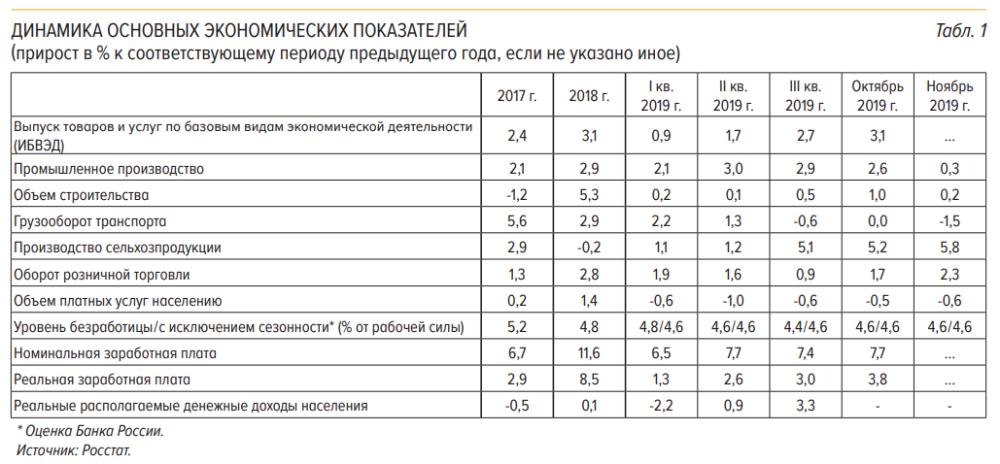 ДИНАМИКА ОСНОВНЫХ ЭКОНОМИЧЕСКИХ ПОКАЗАТЕЛЕЙ Табл. 1
(прирост в % к соответствующему периоду предыдущего года, если не указано иное)
2017 г. 2018 г. I кв. 2019 г. II кв. 2019 г. III кв. 2019 г. Октябрь 2019 г. Ноябрь 2019 г.
Выпуск товаров и услуг по базовым видам экономической деятельности
(ИБВЭД) 2,4 3,1 0,9 1,7 2,7 3,1 ...
Промышленное производство 2,1 2,9 2,1 3,0 2,9 2,6 0,3
Объем строительства -1,2 5,3 0,2 0,1 0,5 1,0 0,2
Грузооборот транспорта 5,6 2,9 2,2 1,3 -0,6 0,0 -1,5
Производство сельхозпродукции 2,9 -0,2 1,1 1,2 5,1 5,2 5,8
Оборот розничной торговли 1,3 2,8 1,9 1,6 0,9 1,7 2,3
Объем платных услуг населению 0,2 1,4 -0,6 -1,0 -0,6 -0,5 -0,6
Уровень безработицы/с исключением сезонности* (% от рабочей силы) 5,2 4,8 4,8/4,6 4,6/4,6 4,4/4,6 4,6/4,6 4,6/4,6
Номинальная заработная плата 6,7 11,6 6,5 7,7 7,4 7,7 ...
Реальная заработная плата 2,9 8,5 1,3 2,6 3,0 3,8 ...
Реальные располагаемые денежные доходы населения -0,5 0,1 -2,2 0,9 3,3 - -
* Оценка Банка России.
Источник: Росстат.